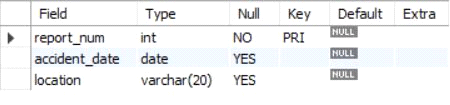 Field Type Null Key Default Extra
report_num int NO PRI NULL
accident_date date YES NULL
location varchar(20) YES NULL